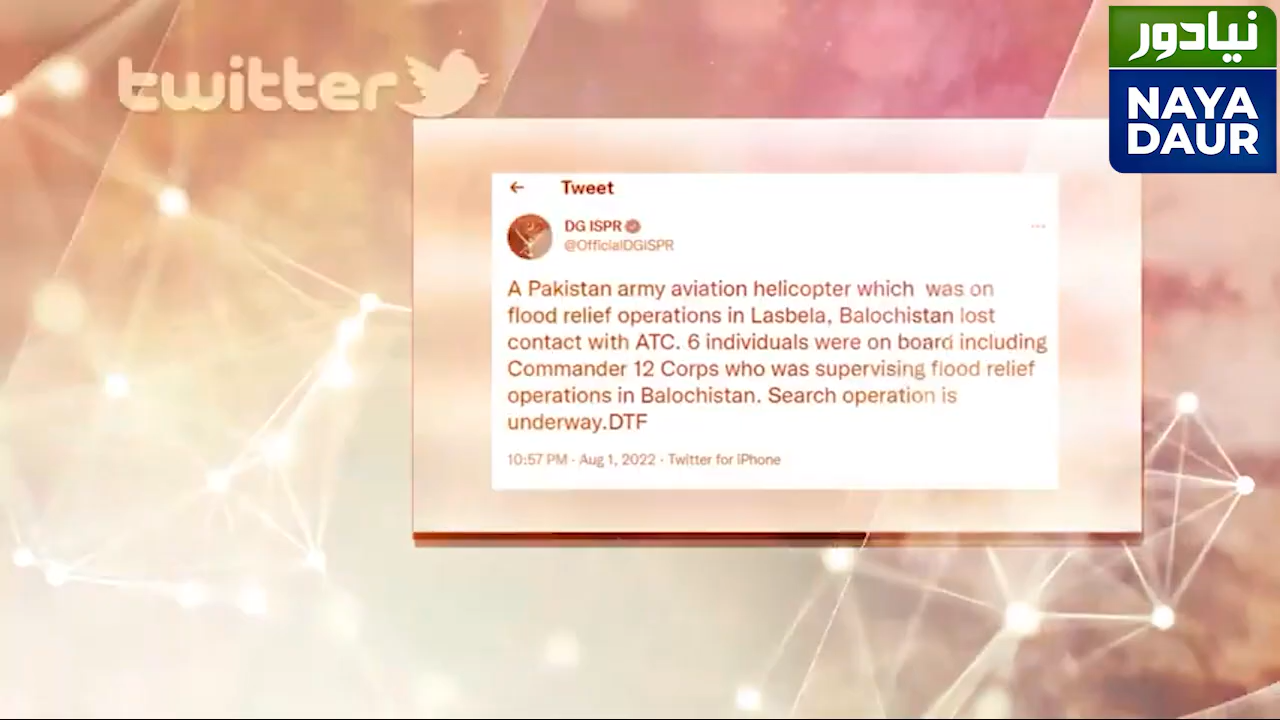 twitter
نیادور
NAYA
DAUR
← Tweet
DG ISPR
@OfficialDGISPR
...
A Pakistan army aviation helicopter which was on
flood relief operations in Lasbela, Balochistan lost
contact with ATC. 6 individuals were on board including
Commander 12 Corps who was supervising flood relief
operations in Balochistan. Search operation is
underway.DTF
10:57 PM · Aug 1, 2022 · Twitter for iPhone